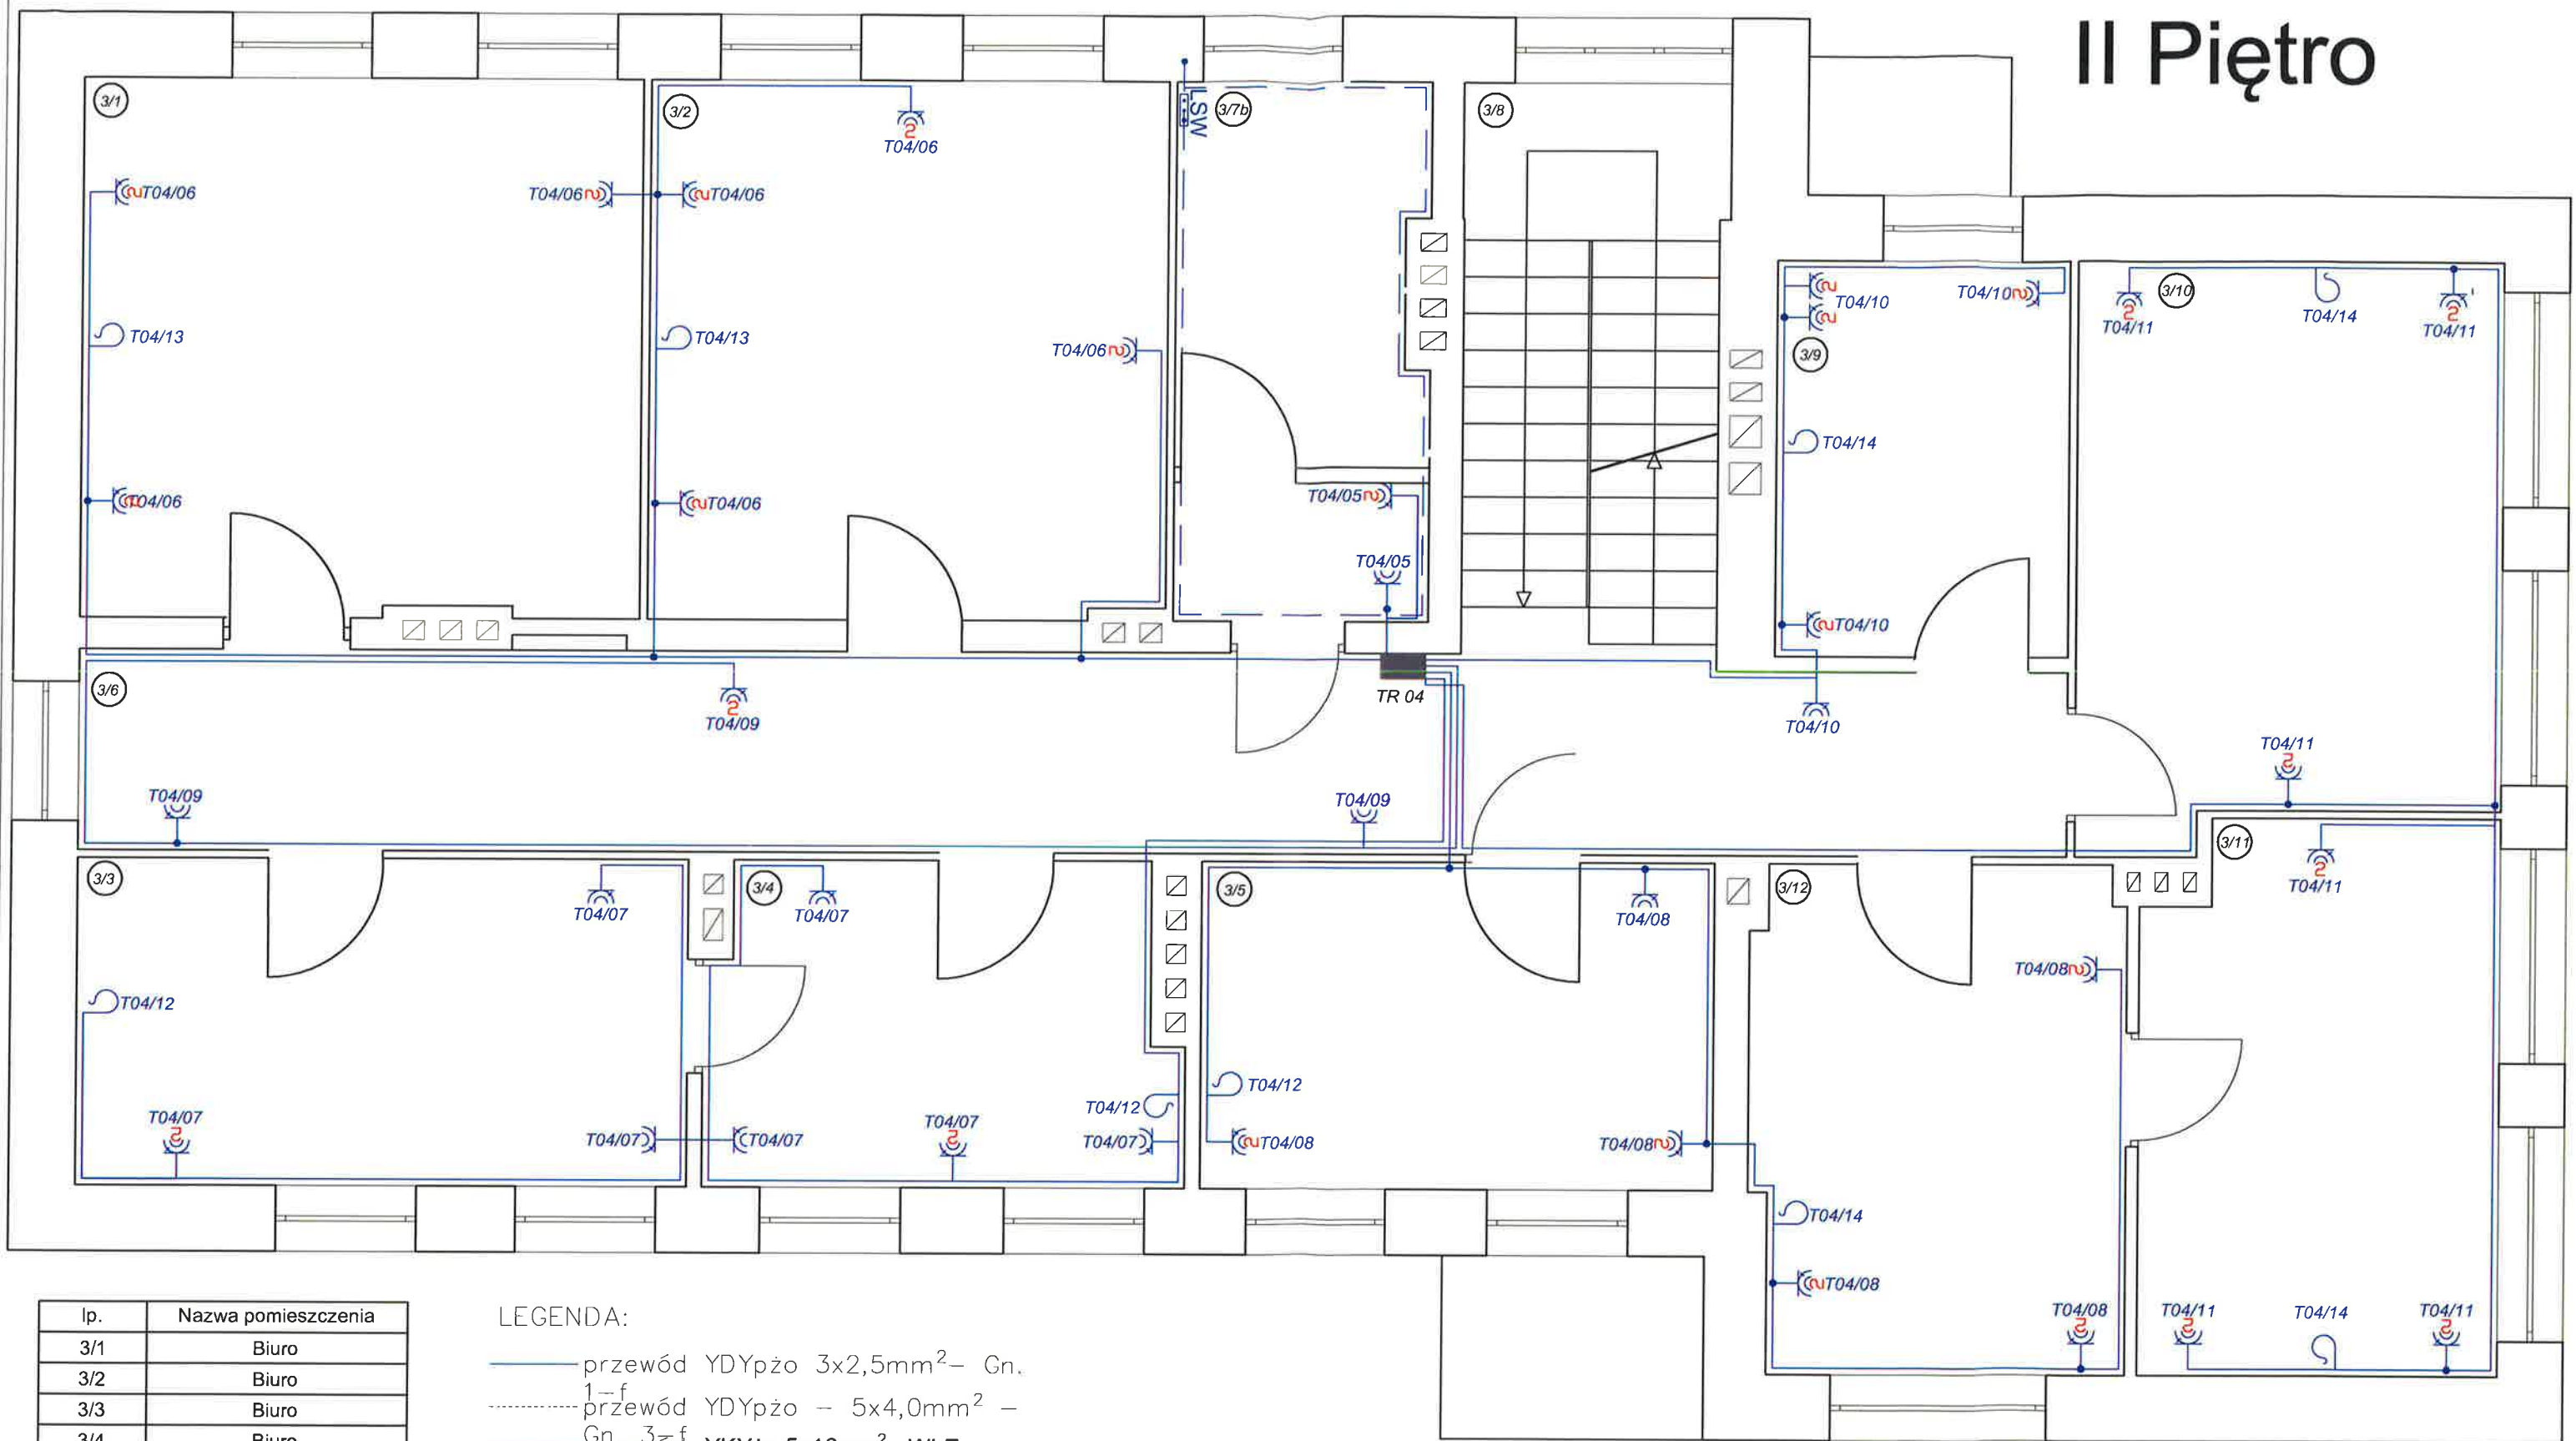 II Piętro
3/1
3/2
LSW
3/7b
3/8
T04/06
T04/06
T04/06
2
T04/06
T04/10
T04/10
3/10
T04/11
T04/14
T04/11
T04/13
T04/13
T04/06
3/9
T04/14
T04/06
T04/06
T04/05
T04/05
T04/10
3/6
TR 04
T04/09
T04/10
T04/11
T04/09
T04/09
3/3
T04/07
3/4
T04/07
3/5
T04/08
3/12
3/11
T04/11
T04/08
T04/12
T04/12
T04/12
T04/07
T04/07
T04/07
T04/07
T04/07
T04/08
T04/08
T04/14
T04/08
T04/08
T04/11
T04/14
T04/11
lp. Nazwa pomieszczenia
3/1 Biuro
3/2 Biuro
3/3 Biuro
3/4 Biuro
LEGENDA:
przewód YDYpżo 3x2,5mm²– Gn.
1–f
przewód YDYpżo – 5x4,0mm² –
Gn. 3–f